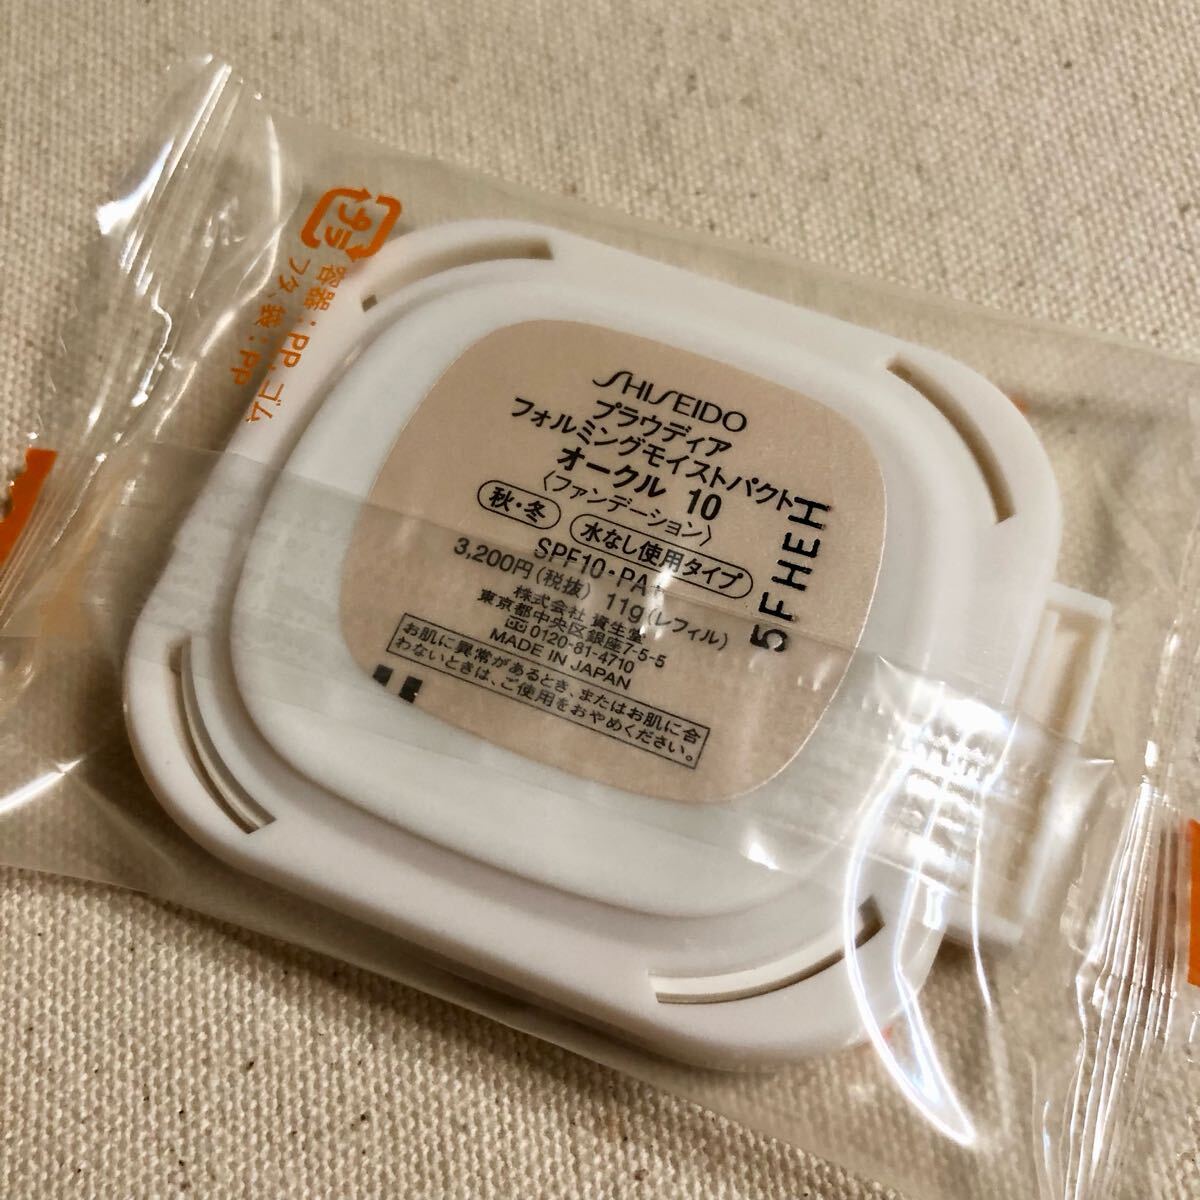 プラ
容器:PP、ゴム
フタ、袋:PP
SHISEIDO
プラウディア
フォルミングモイストパクト
オークル 10
〈ファンデーション〉
秋・冬 水なし使用タイプ
SPF10・PA+
3,200円(税抜) 11g(レフィル)
株式会社 資生堂
東京都中央区銀座7-5-5
0120-81-4710
MADE IN JAPAN
お肌に異常があるとき、またはお肌に合
わないときは、ご使用をおやめください。
5FHEH